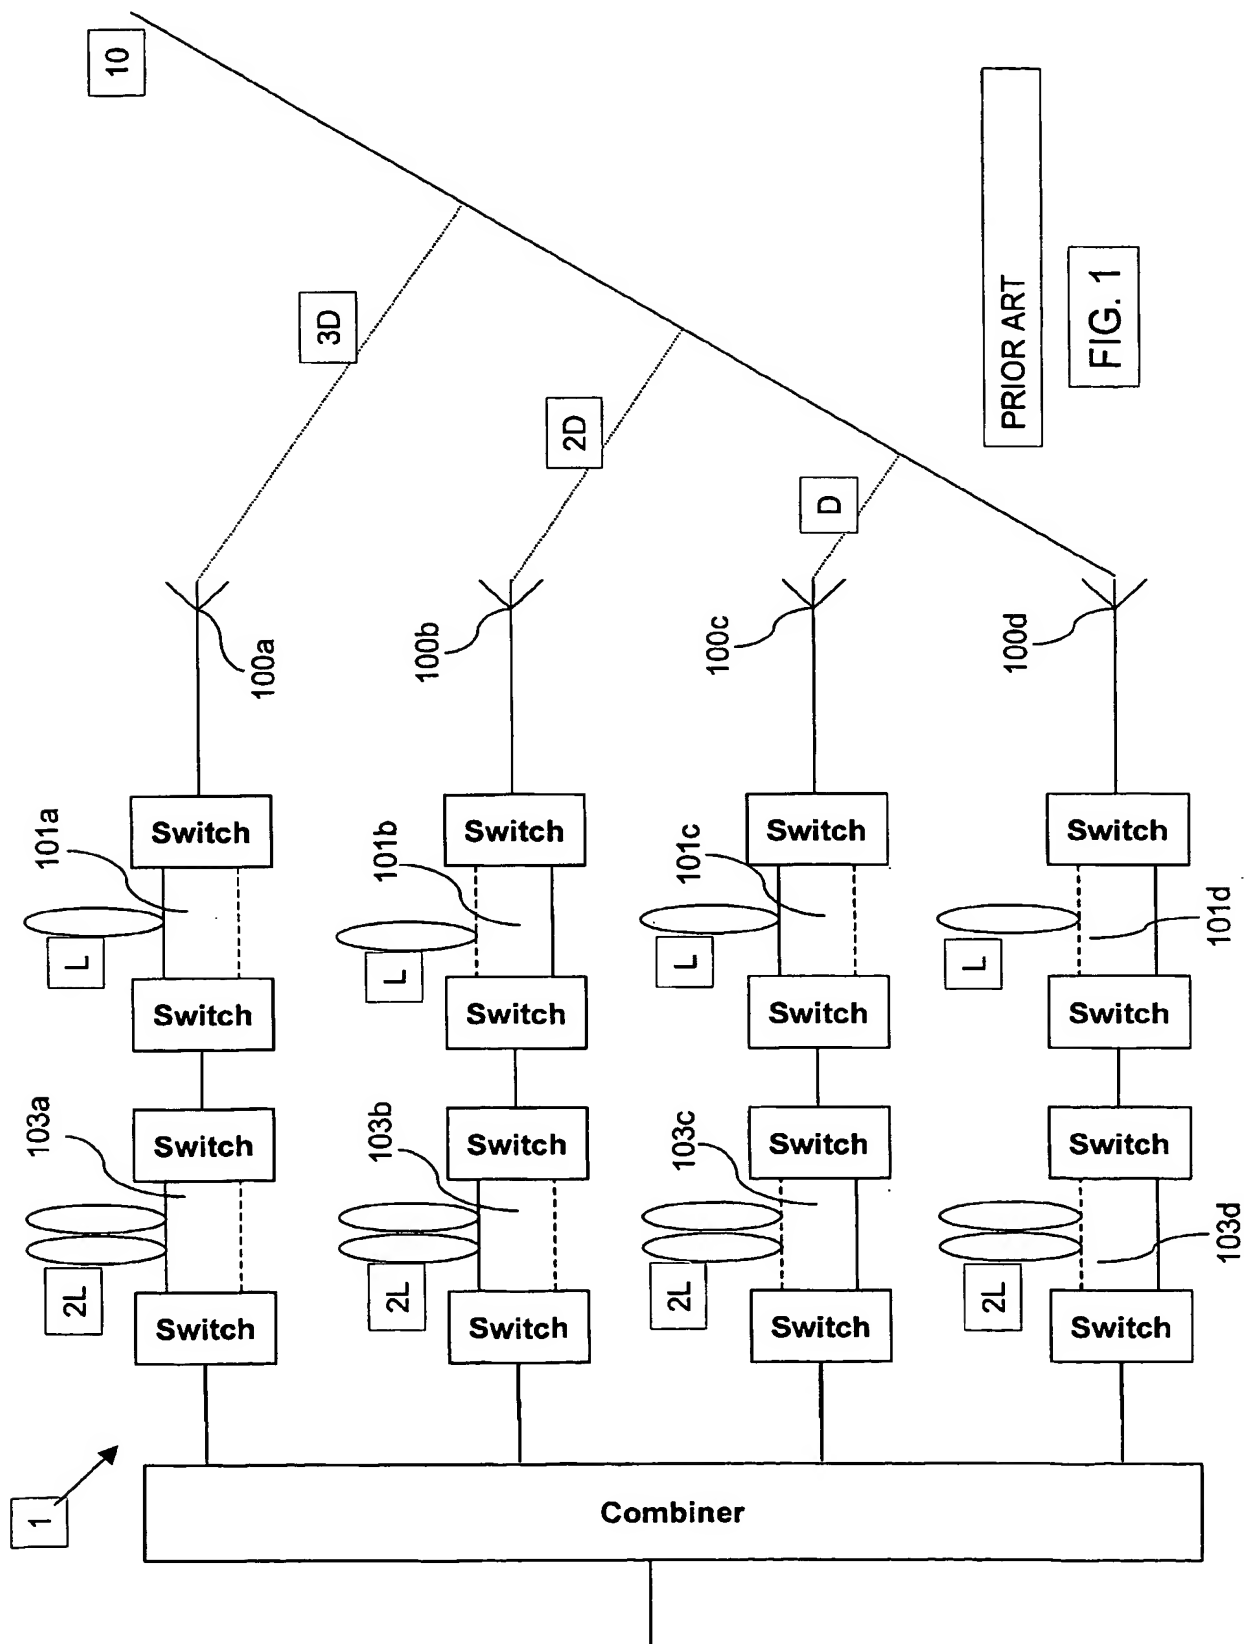 10
3D
2D
D
PRIOR ART
FIG. 1
100a
100b
100c
100d
Switch
Switch
Switch
Switch
101a
101b
101c
101d
L
L
L
L
Switch
Switch
Switch
Switch
103a
103b
103c
103d
Switch
Switch
Switch
Switch
2L
2L
2L
2L
Switch
Switch
Switch
Switch
1
Combiner